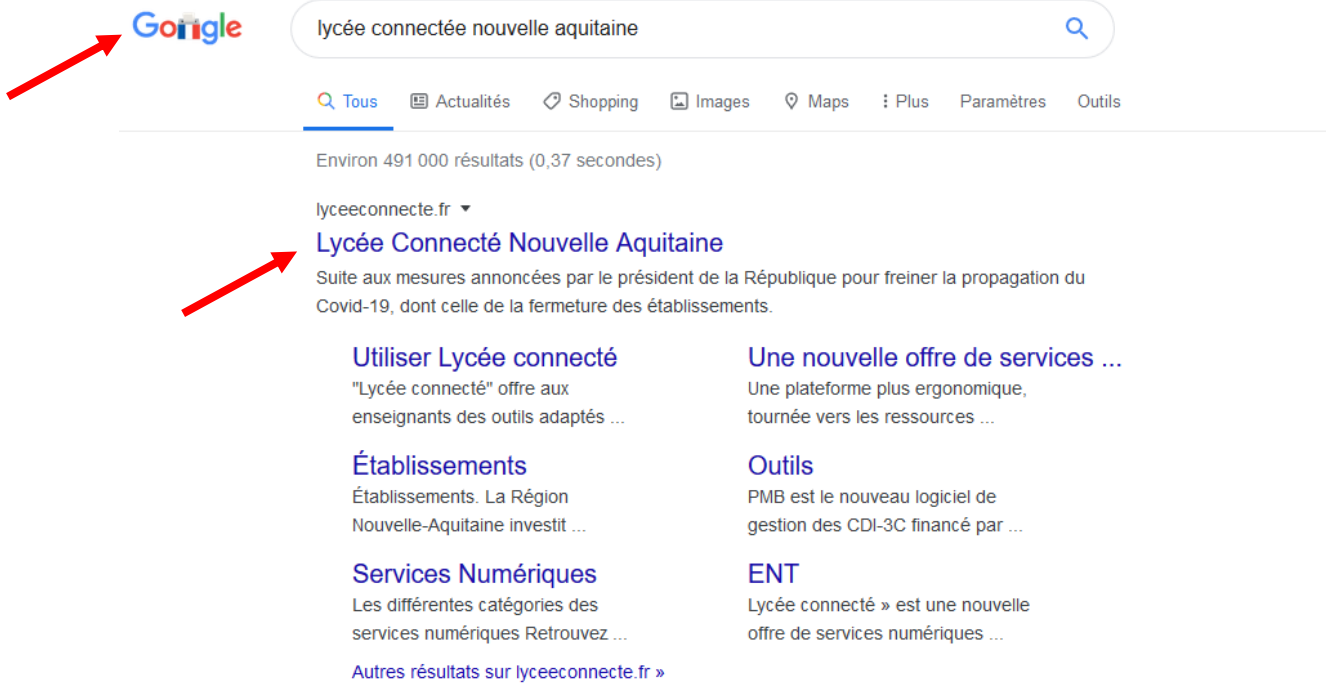 Google
lycée connectée nouvelle aquitaine
Tous Actualités Shopping Images Maps Plus Paramètres Outils
Environ 491 000 résultats (0,37 secondes)
lyceeconnecte.fr
Lycée Connecté Nouvelle Aquitaine
Suite aux mesures annoncées par le président de la République pour freiner la propagation du
Covid-19, dont celle de la fermeture des établissements.
Utiliser Lycée connecté
"Lycée connecté" offre aux
enseignants des outils adaptés ...
Une nouvelle offre de services ...
Une plateforme plus ergonomique,
tournée vers les ressources ...
Établissements
Établissements. La Région
Nouvelle-Aquitaine investit ...
Outils
PMB est le nouveau logiciel de
gestion des CDI-3C financé par ...
Services Numériques
Les différentes catégories des
services numériques Retrouvez ...
ENT
Lycée connecté » est une nouvelle
offre de services numériques ...
Autres résultats sur lyceeconnecte.fr »